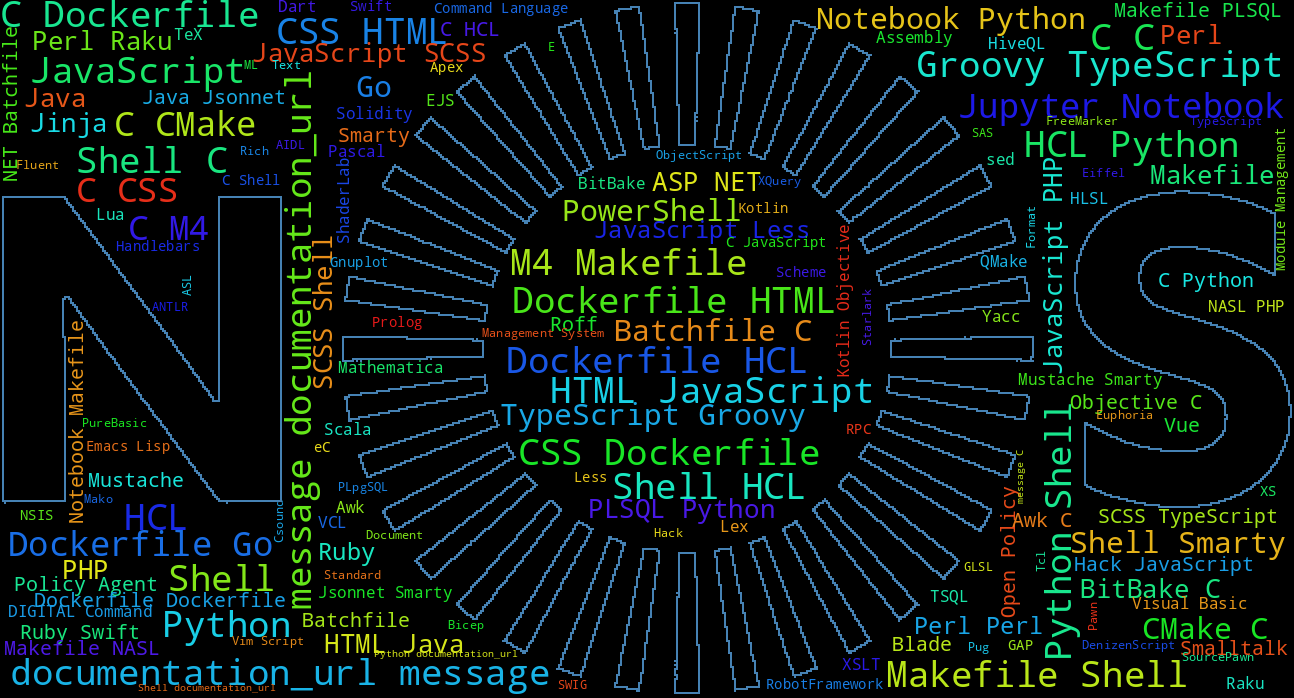 C Dockerfile
Dart
Swift
Command Language
Notebook Python
Makefile PLSQL
Perl Raku
TeX
CSS HTML
C HCL
E
Assembly
HiveQL
C C
Perl
JavaScript SCSS
JavaScript
ML
Text
Apex
Groovy TypeScript
NET Batchfile
Java
Java Jsonnet
Go
EJS
Jupyter Notebook
Jinja
C CMake
Solidity
FreeMarker
TypeScript
Smarty
SAS
HCL Python
Shell C
Rich
AIDL
Pascal
ObjectScript
sed
Fluent
C Shell
BitBake
ASP NET
XQuery
Eiffel
Makefile
C CSS
ShaderLab
HLSL
Module Management
Lua
C M4
PowerShell
Kotlin
Format
JavaScript PHP
Handlebars
JavaScript Less
C JavaScript
Gnuplot
M4 Makefile
Scheme
QMake
ASL
C Python
ANTLR
SCSS Shell
message documentation_url
Dockerfile HTML
Kotlin Objective
Starlark
NASL PHP
Prolog
Roff
Management System
Batchfile C
Yacc
Mathematica
Dockerfile HCL
Mustache Smarty
HTML JavaScript
Objective C
Notebook Makefile
PureBasic
TypeScript Groovy
Euphoria
Scala
RPC
Vue
Emacs Lisp
eC
CSS Dockerfile
Mustache
Less
Shell HCL
message C
XS
Mako
PLpgSQL
PLSQL Python
NSIS
HCL
Csound
Awk
VCL
Lex
Awk C
SCSS TypeScript
Document
Hack
Open Policy
Python Shell
Dockerfile Go
Ruby
Shell Smarty
PHP
Standard
GLSL
Tcl
Hack JavaScript
Policy Agent
Shell
Jsonnet Smarty
TSQL
BitBake C
Dockerfile Dockerfile
Visual Basic
DIGITAL Command
Python
Batchfile
Bicep
Perl Perl
Pawn
CMake C
Ruby Swift
Vim Script
HTML Java
Blade
Pug
GAP
DenizenScript
Smalltalk
Makefile NASL
Python documentation_url
XSLT
SourcePawn
documentation_url message
Makefile Shell
Shell documentation_url
SWIG
RobotFramework
Raku